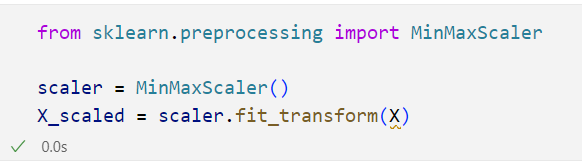 from sklearn.preprocessing import MinMaxScaler
scaler = MinMaxScaler()
X_scaled = scaler.fit_transform(X)
0.0s